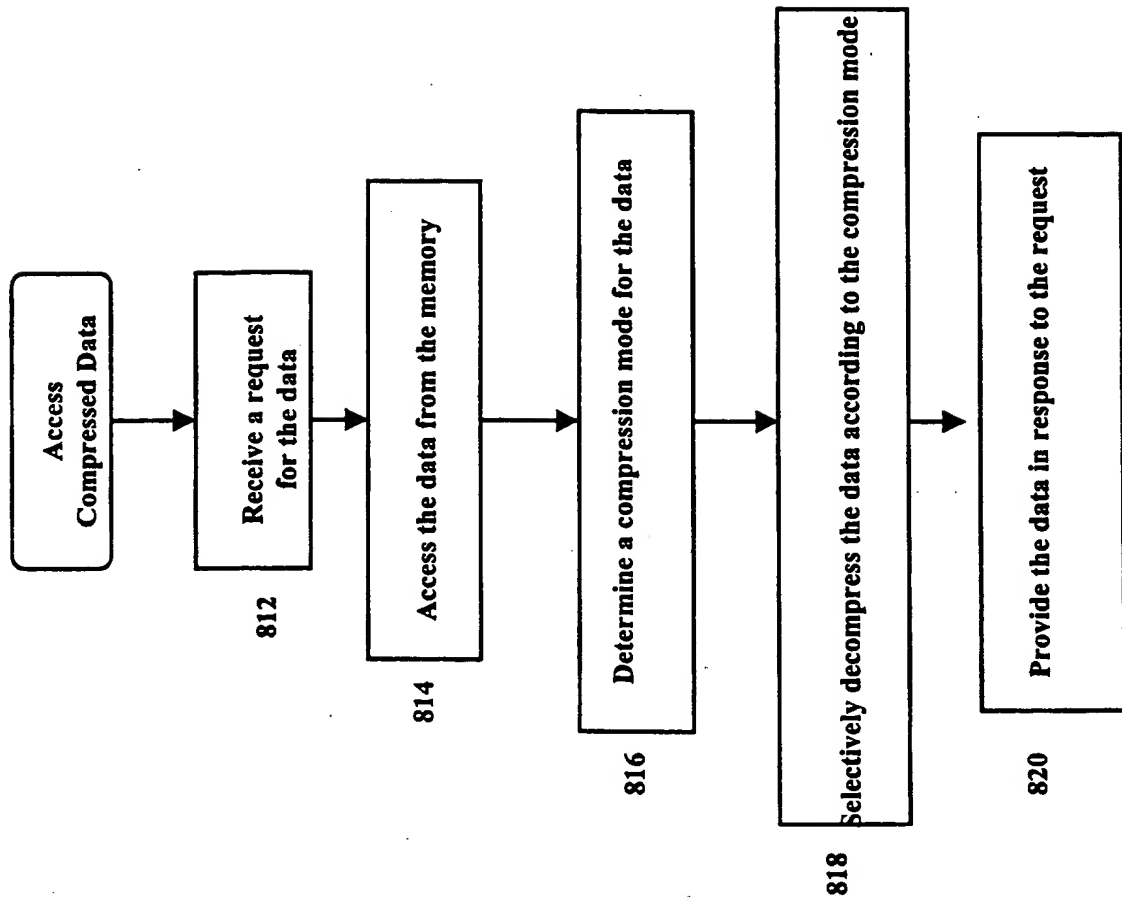 Access
Compressed Data
Receive a request
for the data
812
Access the data from the memory
814
Determine a compression mode for the data
816
Selectively decompress the data according to the compression mode
818
Provide the data in response to the request
820